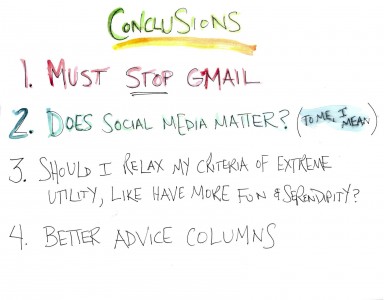 CONCLUSIONS
1. MUST STOP GMAIL
2. DOES SOCIAL MEDIA MATTER? (TO ME, I
MEAN)
3. SHOULD I RELAX MY CRITERIA OF EXTREME
UTILITY, LIKE HAVE MORE FUN & SERENDIPITY?
4. BETTER ADVICE COLUMNS